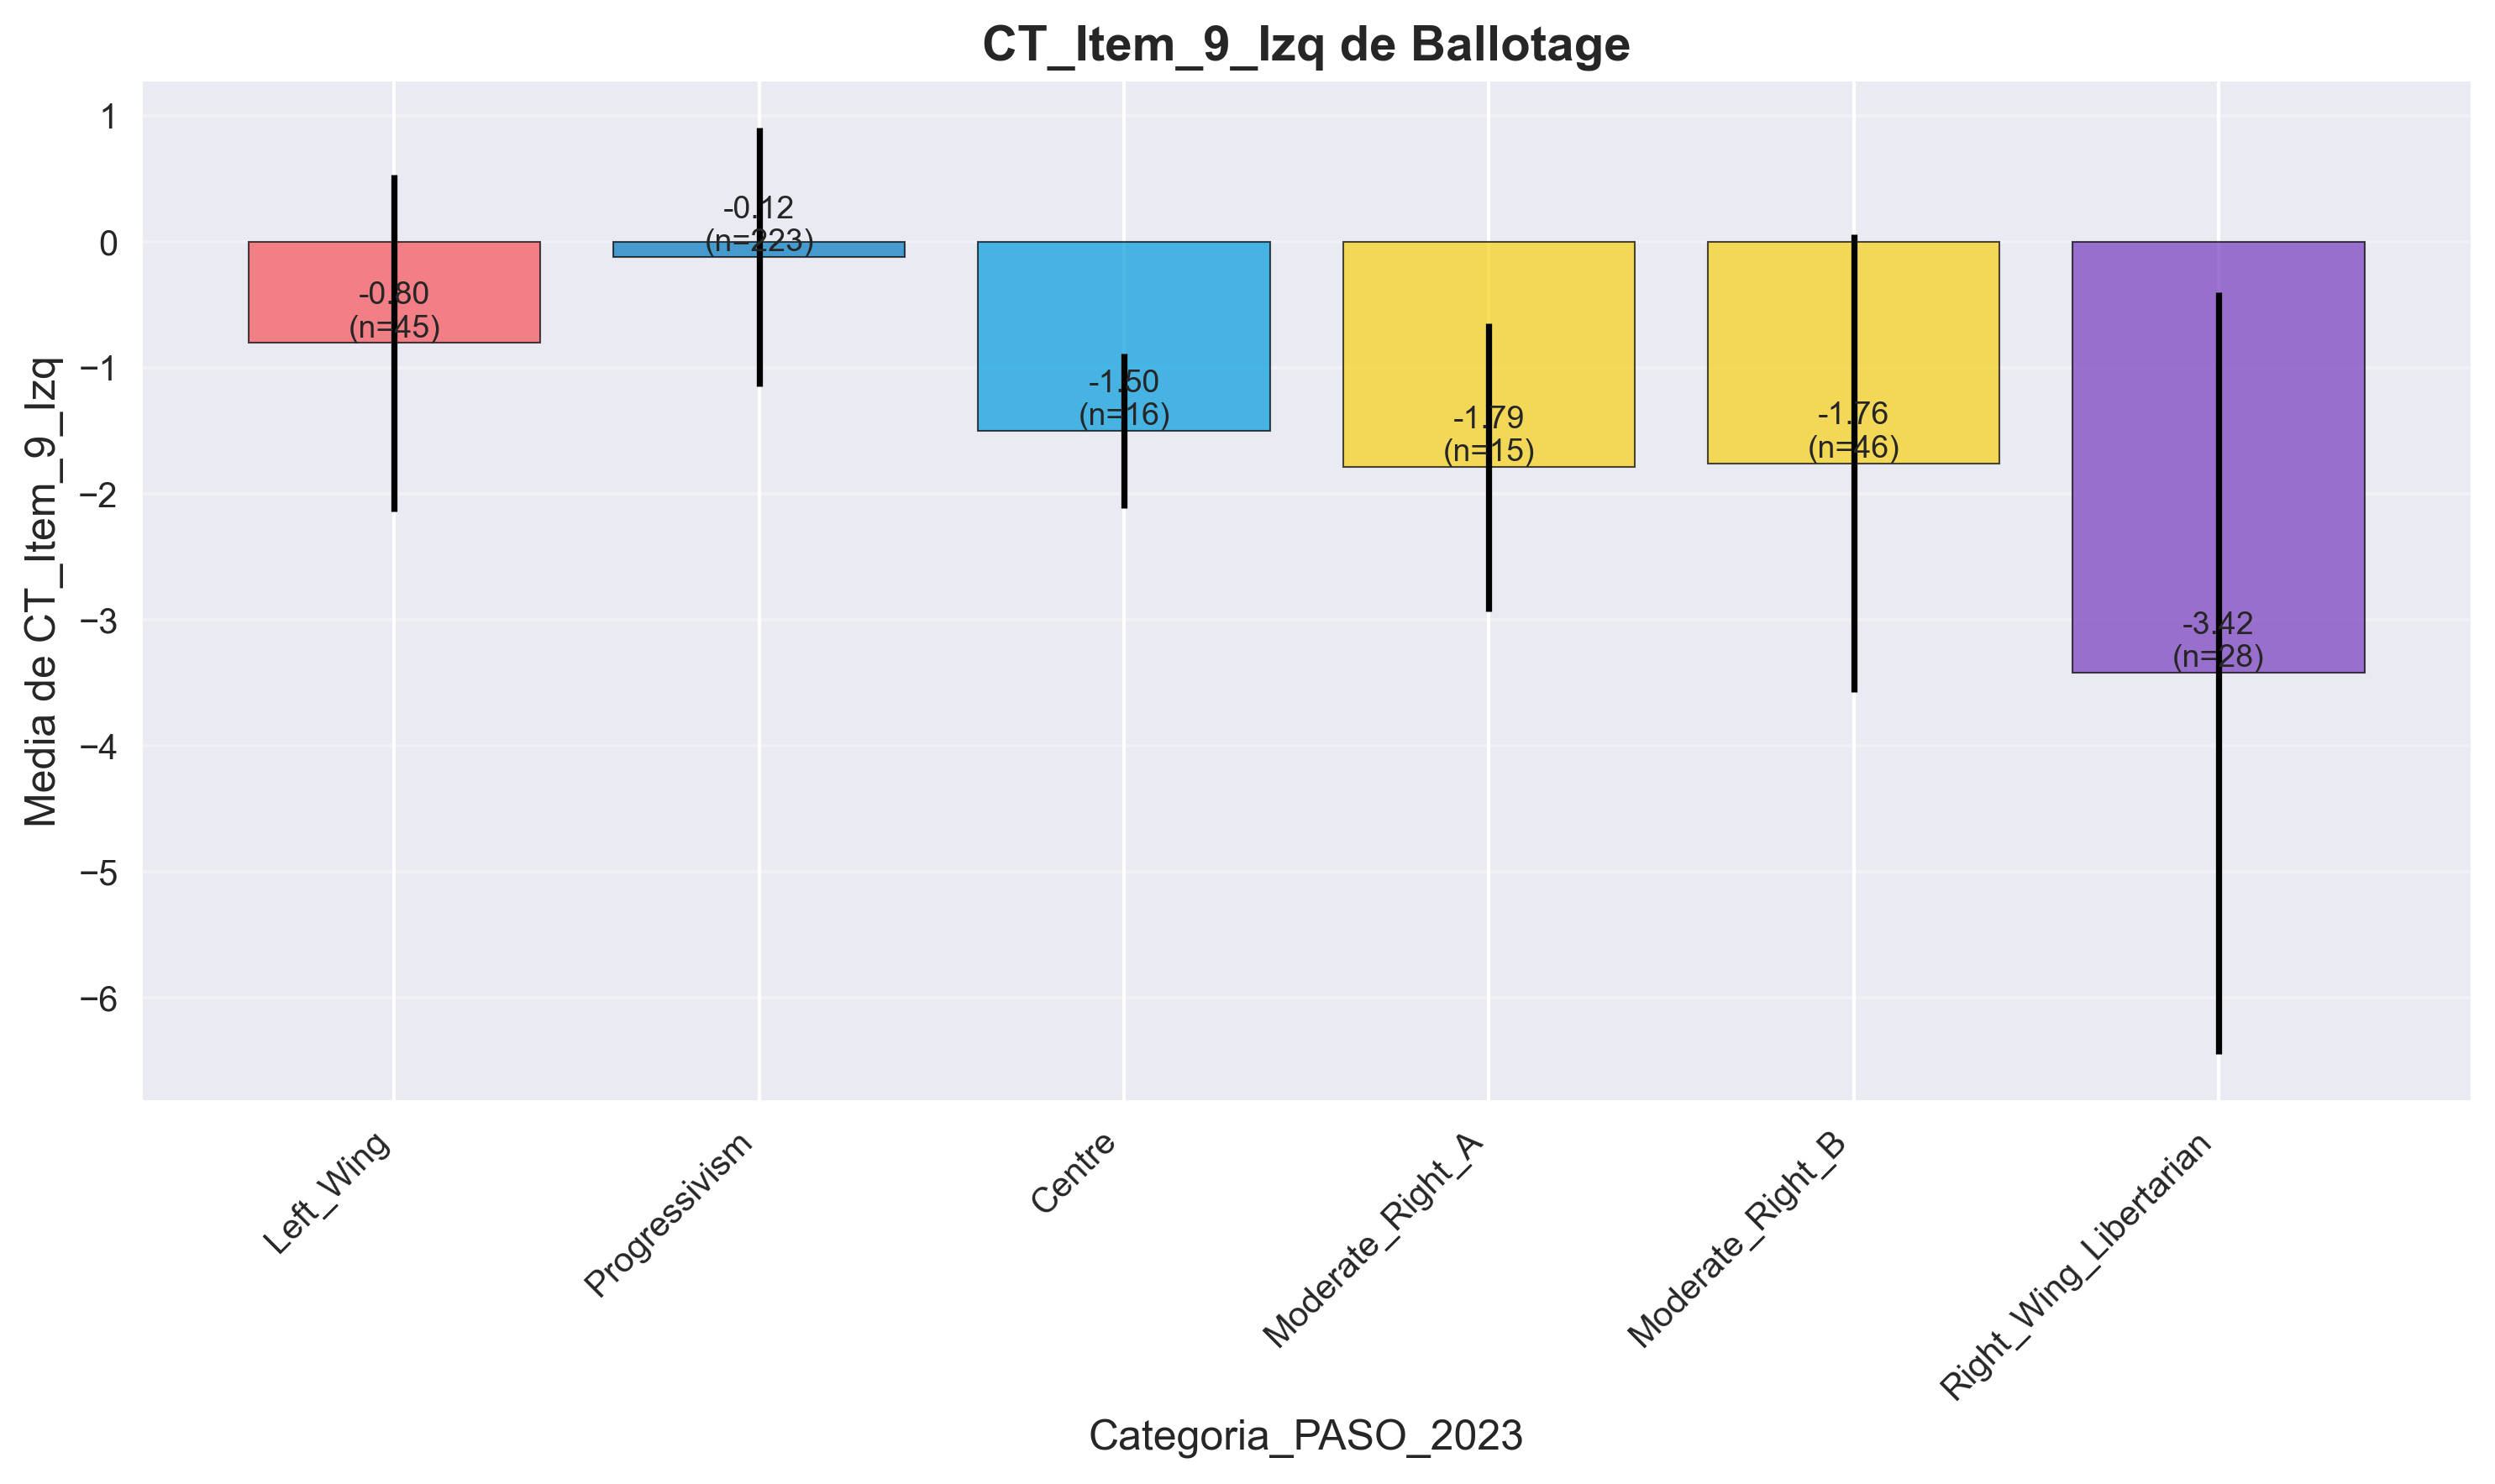 CT_Item_9_Izq de Ballotage
Media de CT_Item_9_Izq
1
0
−1
−2
−3
−4
−5
−6
-0.80
(n=45)
-0.12
(n=223)
-1.50
(n=16)
-1.79
(n=15)
-1.76
(n=46)
-3.42
(n=28)
Left_Wing
Progressivism
Centre
Moderate_Right_A
Moderate_Right_B
Right_Wing_Libertarian
Categoria_PASO_2023